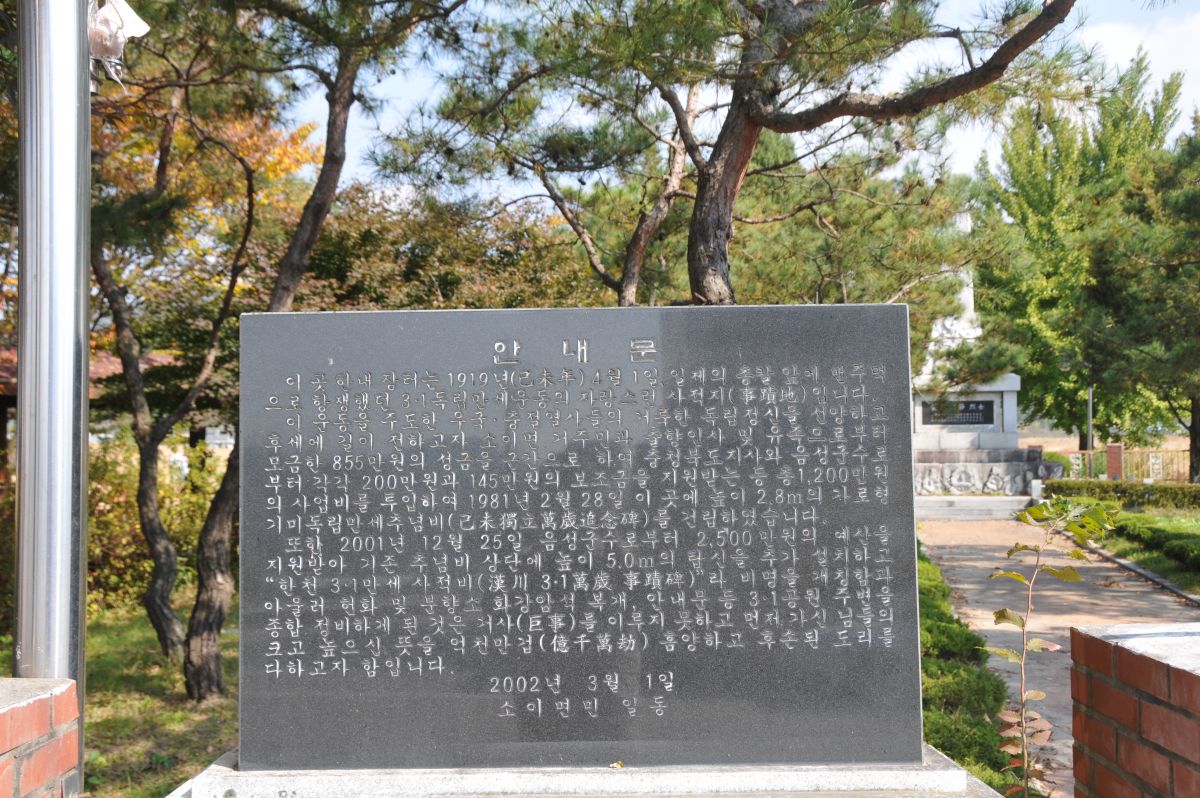 안 내 문
이 곳 하내 장터는 1919년(己未年) 4월 1일, 일제의 총칼 앞에 맨주먹
으로 항쟁했던 3·1독립만세운동의 자랑스런 사적지(事蹟地)입니다.
이 운동을 주도한 우국·충절열사들의 거룩한 독립정신을 선양하고
후세에 길이 전하고자 소이면 거주민과 출향인사 및 유족으로부터
모금한 855만원의 성금을 근간으로 하여 충청북도지사와 음성군수로
부터 각각 200만원과 145만원의 보조금을 지원받는 등 총1,200만원
의 사업비를 투입하여 1981년 2월 28일 이 곳에 높이 2.8m의 가로형
기미독립만세추념비(己未獨立萬歲追念碑)를 건립하였습니다.
또한 2001년 12월 25일 음성군수로부터 2,500만원의 예산을
지원받아 기존 추념비 상단에 높이 5.0m의 탑신을 추가 설치하고
“한천 3·1만세 사적비(漢川 3·1萬歲 事蹟碑)”라 비명을 개칭함과
아울러 헌화 및 분향소 화강암석 복개, 안내문등 3·1공원 주변을
종합 정비하게 된 것은 거사(巨事)를 이루지 못하고 먼저 가신 님들의
크고 높으신 뜻을 억천만겁(億千萬劫) 흠앙하고 후손된 도리를
다하고자 함입니다.
2002년 3월 1일
소이면민 일동